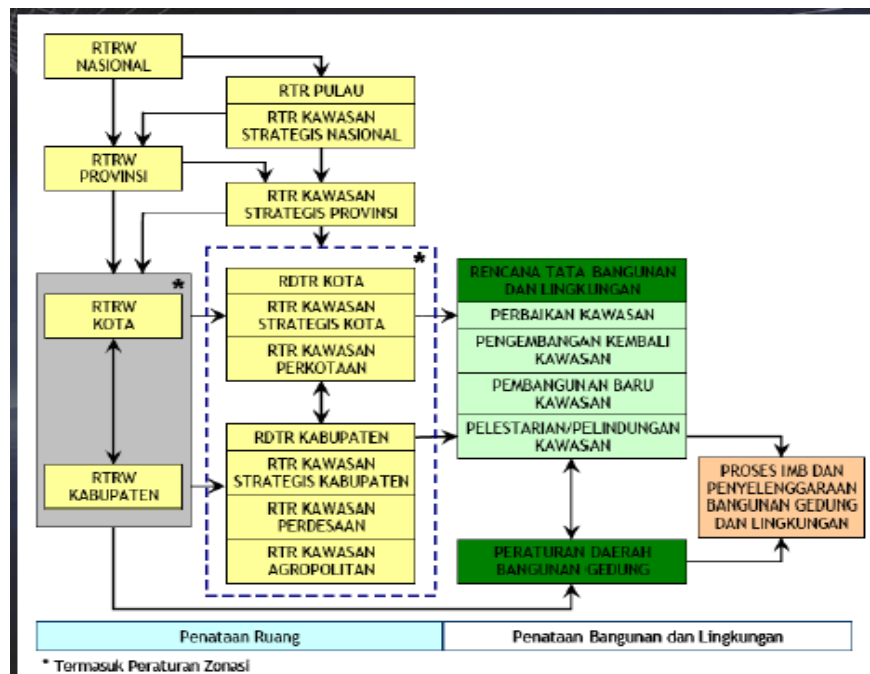 RTRW
NASIONAL
RTR PULAU
RTR KAWASAN
STRATEGIS NASIONAL
RTRW
PROVINSI
RTR KAWASAN
STRATEGIS PROVINSI
*
*
RTRW
KOTA
RDTR KOTA
RTR KAWASAN
STRATEGIS KOTA
RTR KAWASAN
PERKOTAAN
RENCANA TATA BANGUNAN
DAN LINGKUNGAN
PERBAIKAN KAWASAN
PENGEMBANGAN KEMBALI
KAWASAN
PEMBANGUNAN BARU
KAWASAN
PELESTARIAN/PELINDUNGAN
KAWASAN
RTRW
KABUPATEN
RDTR KABUPATEN
RTR KAWASAN
STRATEGIS KABUPATEN
RTR KAWASAN
PERDESAAN
RTR KAWASAN
AGROPOLITAN
PROSES IMB DAN
PENYELENGGARAAN
BANGUNAN GEDUNG
DAN LINGKUNGAN
PERATURAN DAERAH
BANGUNAN GEDUNG
Penataan Ruang
Penataan Bangunan dan Lingkungan
* Termasuk Peraturan Zonasi